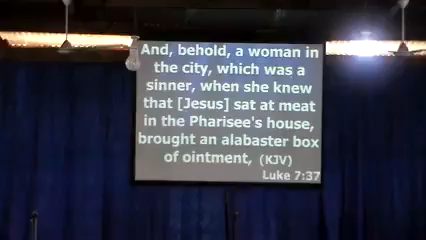 And, behold, a woman in
the city, which was a
sinner, when she knew
that [Jesus] sat at meat
in the Pharisee's house,
brought an alabaster box
of ointment, (KJV)
Luke 7:37